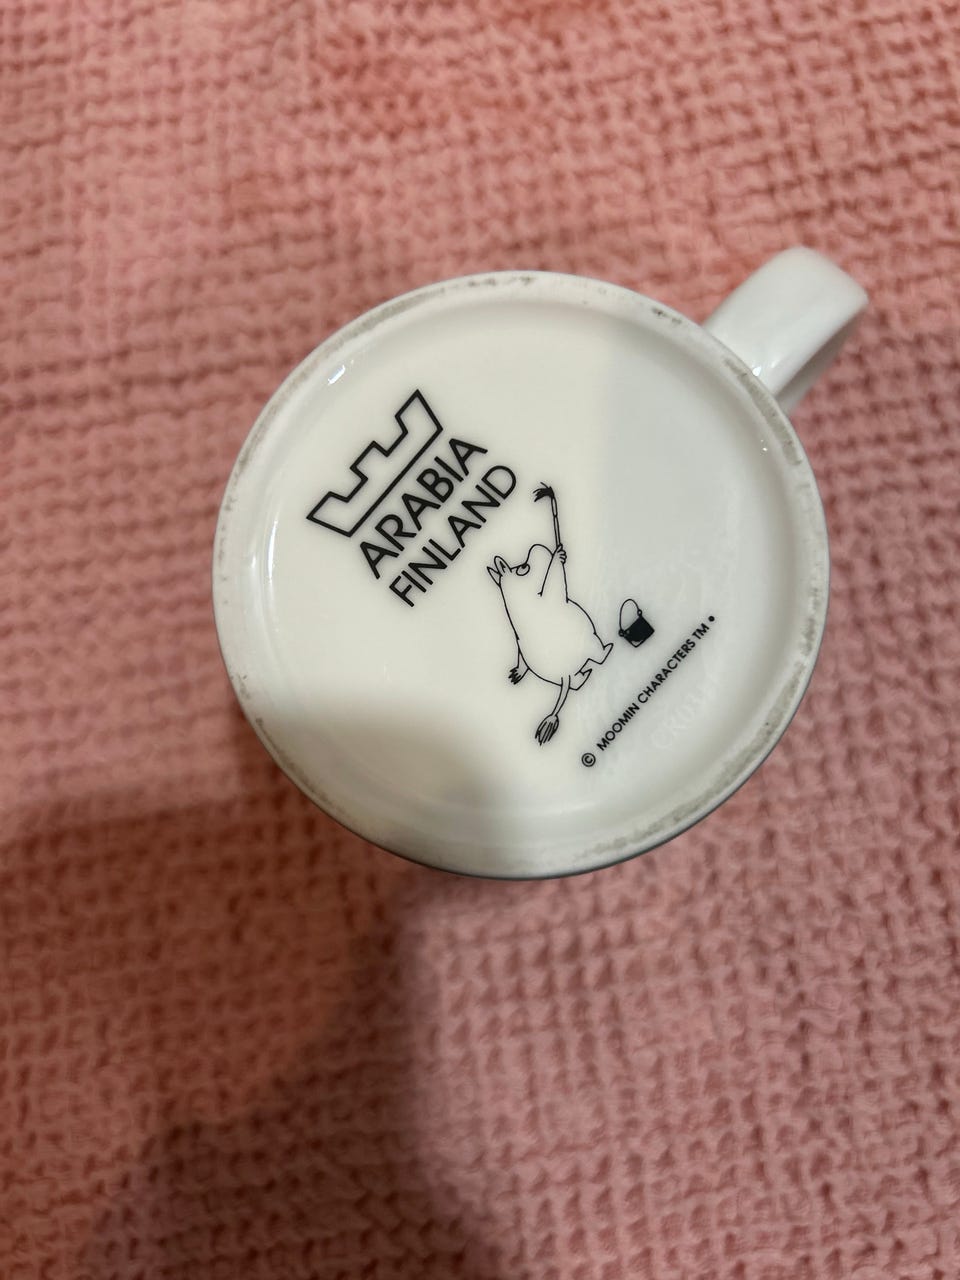 ARABIA
FINLAND
© MOOMIN CHARACTERS TM •